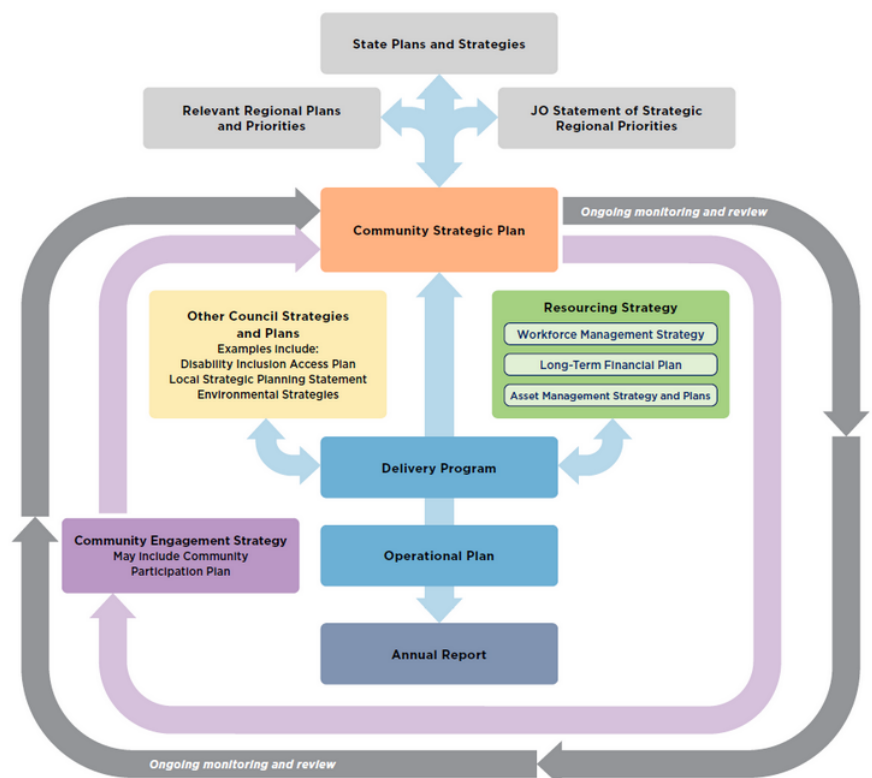 State Plans and Strategies
Relevant Regional Plans
and Priorities
JO Statement of Strategic
Regional Priorities
Community Strategic Plan
Ongoing monitoring and review
Other Council Strategies
and Plans
Examples include:
Disability Inclusion Access Plan
Local Strategic Planning Statement
Environmental Strategies
Resourcing Strategy
Workforce Management Strategy
Long-Term Financial Plan
Asset Management Strategy and Plans
Delivery Program
Community Engagement Strategy
May include Community
Participation Plan
Operational Plan
Annual Report
Ongoing monitoring and review